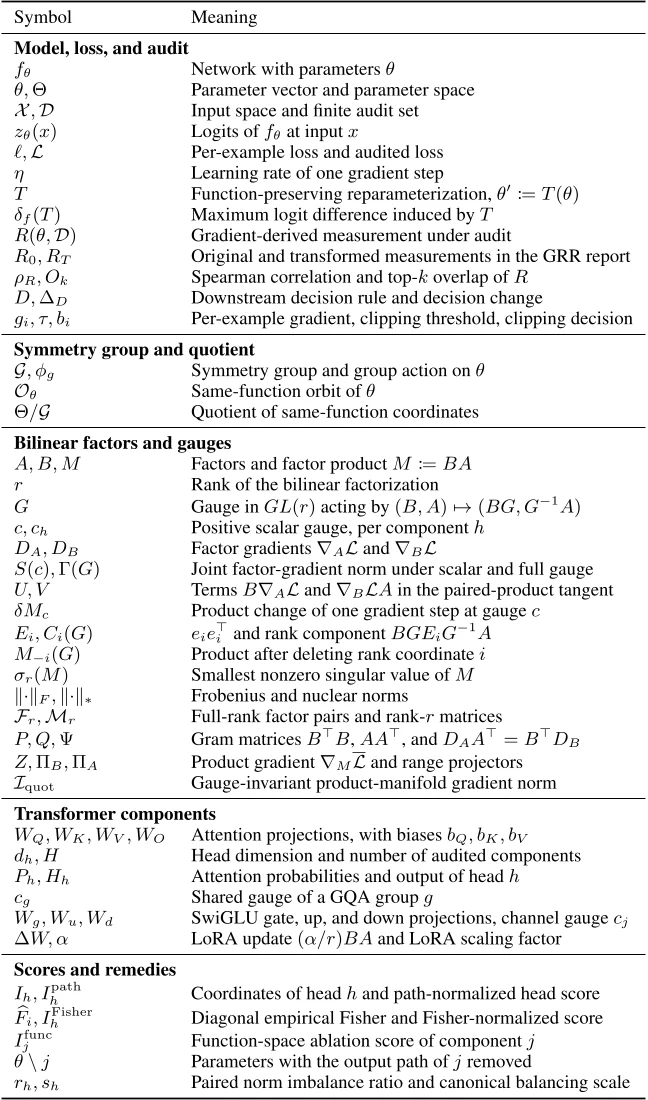 Symbol Meaning
Model, loss, and audit
f_θ Network with parameters θ
θ, Θ Parameter vector and parameter space
𝒳, 𝒟 Input space and finite audit set
z_θ(x) Logits of f_θ at input x
ℓ, ℒ Per-example loss and audited loss
η Learning rate of one gradient step
T Function-preserving reparameterization, θ′ := T(θ)
δ_f(T) Maximum logit difference induced by T
R(θ, 𝒟) Gradient-derived measurement under audit
R_0, R_T Original and transformed measurements in the GRR report
ρ_R, O_k Spearman correlation and top-k overlap of R
D, Δ_D Downstream decision rule and decision change
g_i, τ, b_i Per-example gradient, clipping threshold, clipping decision
Symmetry group and quotient
𝒢, ϕ_g Symmetry group and group action on θ
𝒪_θ Same-function orbit of θ
Θ/𝒢 Quotient of same-function coordinates
Bilinear factors and gauges
A, B, M Factors and factor product M := BA
r Rank of the bilinear factorization
G Gauge in GL(r) acting by (B, A) ↦ (BG, G^{-1}A)
c, c_h Positive scalar gauge, per component h
D_A, D_B Factor gradients ∇_Aℒ and ∇_Bℒ
S(c), Γ(G) Joint factor-gradient norm under scalar and full gauge
U, V Terms B∇_Aℒ and ∇_BℒA in the paired-product tangent
δM_c Product change of one gradient step at gauge c
E_i, C_i(G) e_i e_i^⊤ and rank component BGE_iG^{-1}A
M_{-i}(G) Product after deleting rank coordinate i
σ_r(M) Smallest nonzero singular value of M
‖·‖_F, ‖·‖_* Frobenius and nuclear norms
ℱ_r, ℳ_r Full-rank factor pairs and rank-r matrices
P, Q, Ψ Gram matrices B^⊤B, AA^⊤, and D_AA^⊤ = B^⊤D_B
Z, Π_B, Π_A Product gradient ∇_M\overline{ℒ} and range projectors
ℐ_quot Gauge-invariant product-manifold gradient norm
Transformer components
W_Q, W_K, W_V, W_O Attention projections, with biases b_Q, b_K, b_V
d_h, H Head dimension and number of audited components
P_h, H_h Attention probabilities and output of head h
c_g Shared gauge of a GQA group g
W_g, W_u, W_d SwiGLU gate, up, and down projections, channel gauge c_j
ΔW, α LoRA update (α/r)BA and LoRA scaling factor
Scores and remedies
I_h, I_h^path Coordinates of head h and path-normalized head score
\widehat{F}_i, I_h^Fisher Diagonal empirical Fisher and Fisher-normalized score
I_j^func Function-space ablation score of component j
θ \ j Parameters with the output path of j removed
r_h, s_h Paired norm imbalance ratio and canonical balancing scale